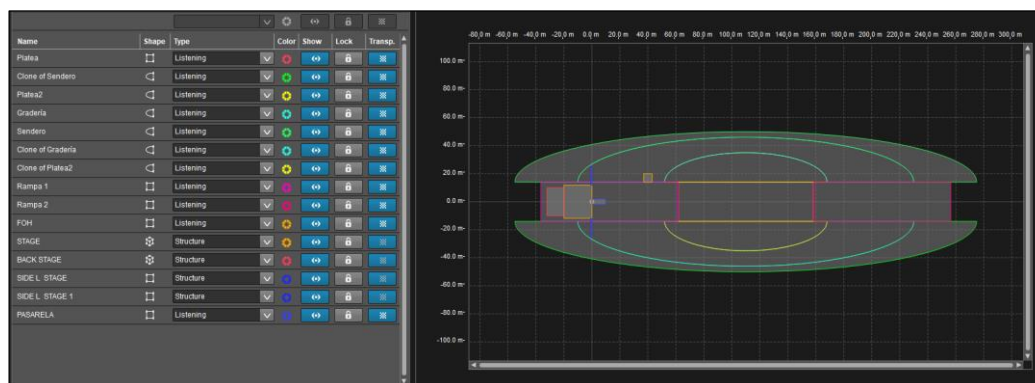 Name Shape Type Color Show Lock Transp.
Platea Listening
Clone of Sendero Listening
Platea2 Listening
Gradería Listening
Sendero Listening
Clone of Gradería Listening
Clone of Platea2 Listening
Rampa 1 Listening
Rampa 2 Listening
FOH Listening
STAGE Structure
BACK STAGE Structure
SIDE L STAGE Structure
SIDE L STAGE 1 Structure
PASARELA Listening
-80,0 m -60,0 m -40,0 m -20,0 m 0.0 m 20,0 m 40,0 m 60,0 m 80,0 m 100,0 m 120,0 m 140,0 m 160,0 m 180,0 m 200,0 m 220,0 m 240,0 m 260,0 m 280,0 m 300,0 m
100.0 m
80.0 m
60.0 m
40.0 m
20.0 m
0.0 m
-20.0 m
-40.0 m
-60.0 m
-80.0 m
-100.0 m